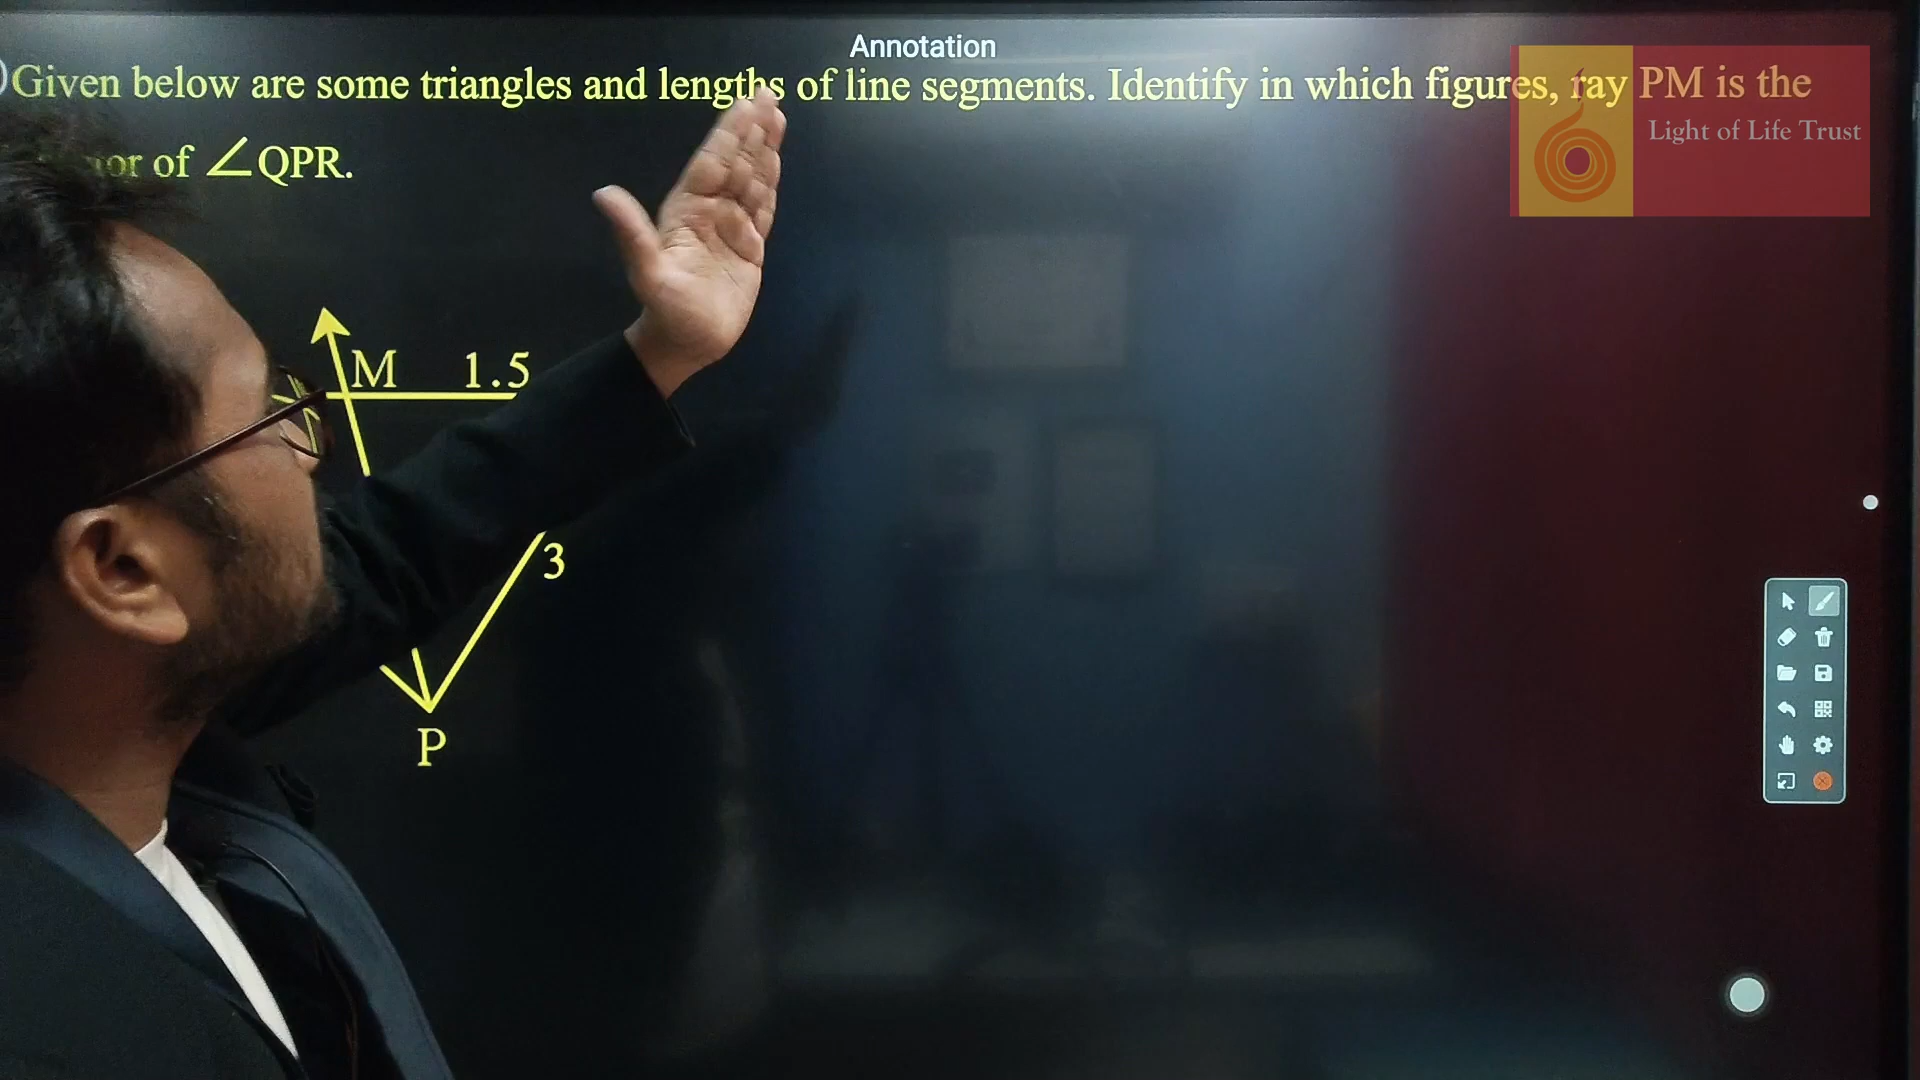 Annotation
Given below are some triangles and lengths of line segments. Identify in which figures, ray PM is the
of ∠QPR.
Light of Life Trust
M 1.5
3
P